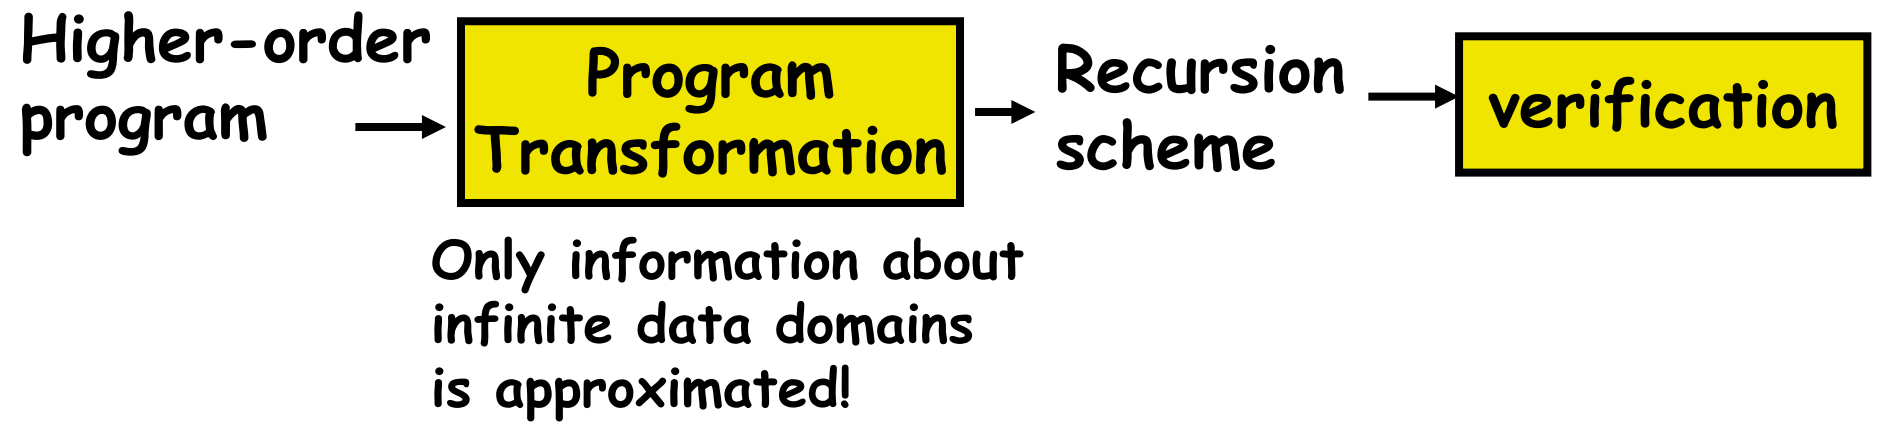 Higher-order
program
Program
Transformation
Only information about
infinite data domains
is approximated!
Recursion
scheme
verification